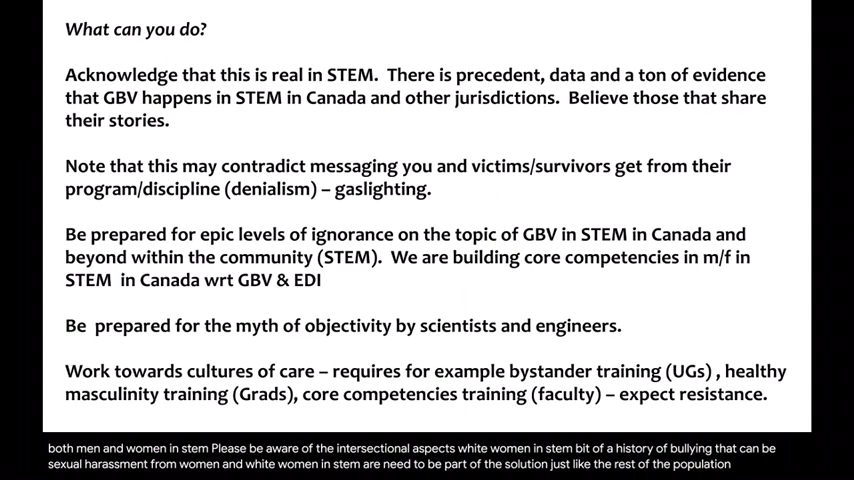 What can you do?
Acknowledge that this is real in STEM. There is precedent, data and a ton of evidence
that GBV happens in STEM in Canada and other jurisdictions. Believe those that share
their stories.
Note that this may contradict messaging you and victims/survivors get from their
program/discipline (denialism) – gaslighting.
Be prepared for epic levels of ignorance on the topic of GBV in STEM in Canada and
beyond within the community (STEM). We are building core competencies in m/f in
STEM in Canada wrt GBV & EDI
Be prepared for the myth of objectivity by scientists and engineers.
Work towards cultures of care – requires for example bystander training (UGs) , healthy
masculinity training (Grads), core competencies training (faculty) – expect resistance.
both men and women in stem Please be aware of the intersectional aspects white women in stem bit of a history of bullying that can be
sexual harassment from women and white women in stem are need to be part of the solution just like the rest of the population